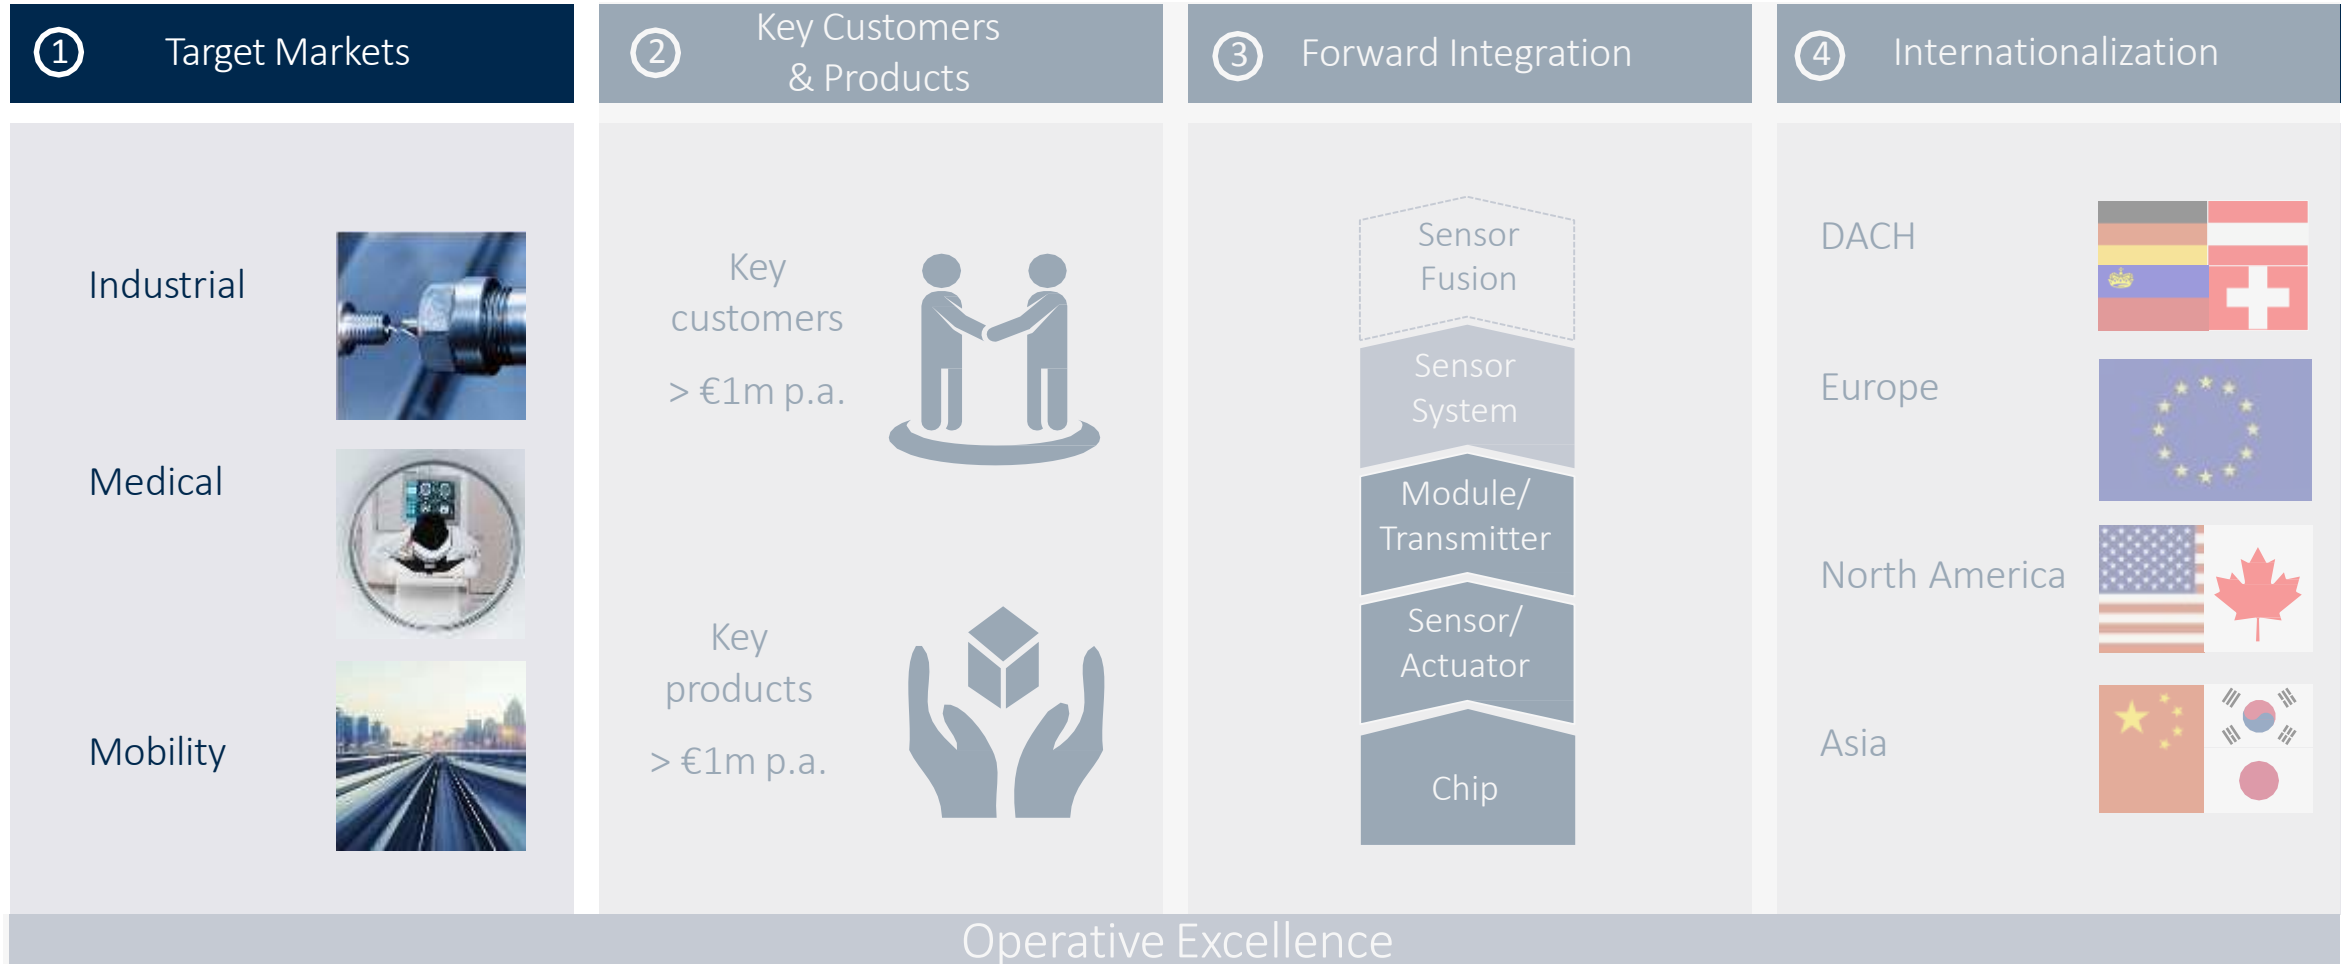 1
Target Markets
Industrial
Medical
Mobility
2
Key Customers
& Products
Key
customers
> €1m p.a.
Key
products
> €1m p.a.
3
Forward Integration
Sensor
Fusion
Sensor
System
Module/
Transmitter
Sensor/
Actuator
Chip
4
Internationalization
DACH
Europe
North America
Asia
Operative Excellence